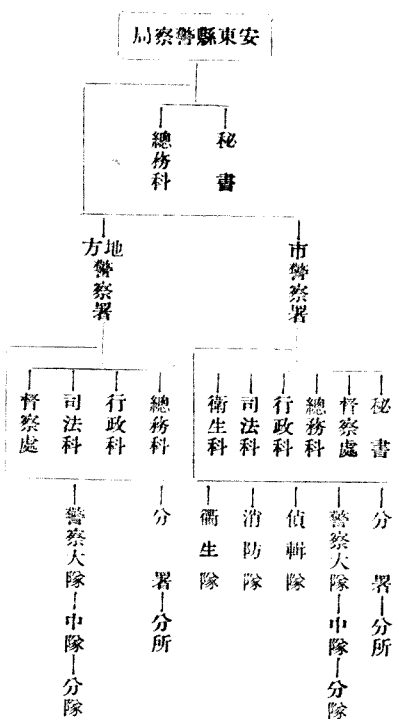 安東縣警察局
秘書
總務科
市警察署
地方警察署
秘書
督察處
總務科
行政科
司法科
衛生科
總務科
行政科
司法科
督察處
分署—分所
警察大隊—中隊—分隊
偵輯隊
消防隊
衛生隊
分署—分所
警察大隊—中隊—分隊